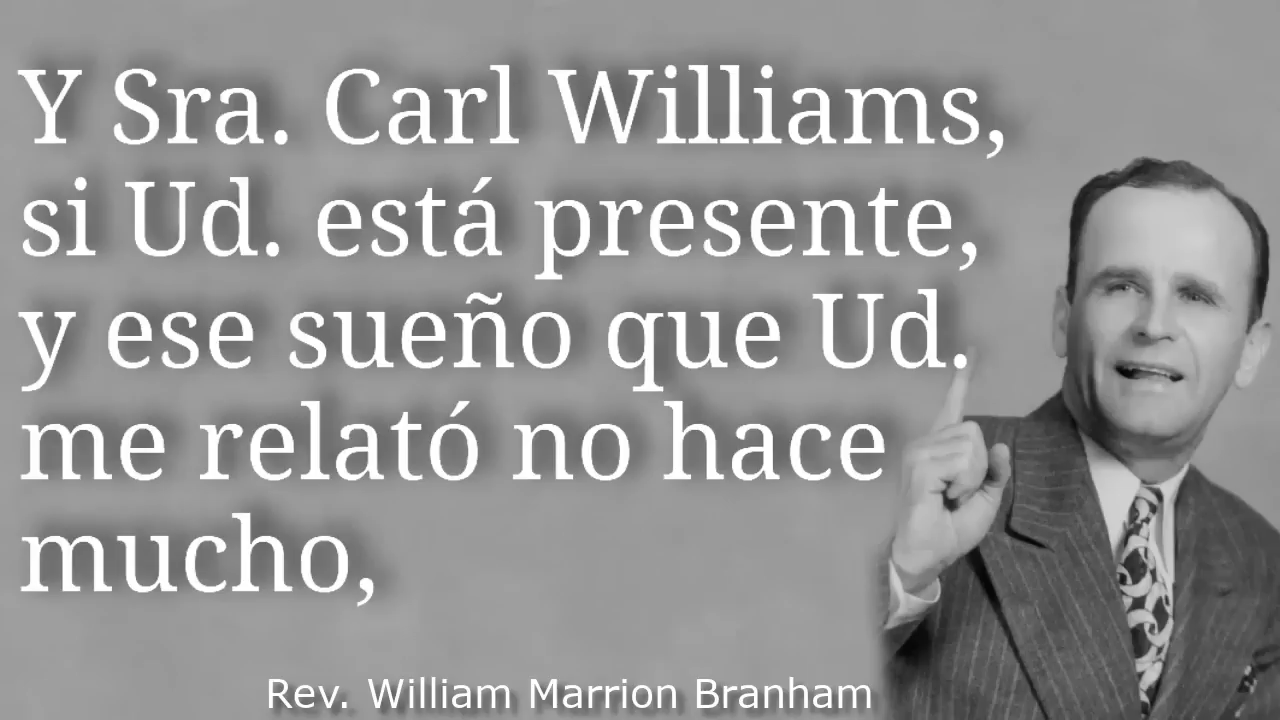 Y Sra. Carl Williams,
si Ud. está presente,
y ese sueño que Ud.
me relató no hace
mucho,
Rev. William Marrion Branham